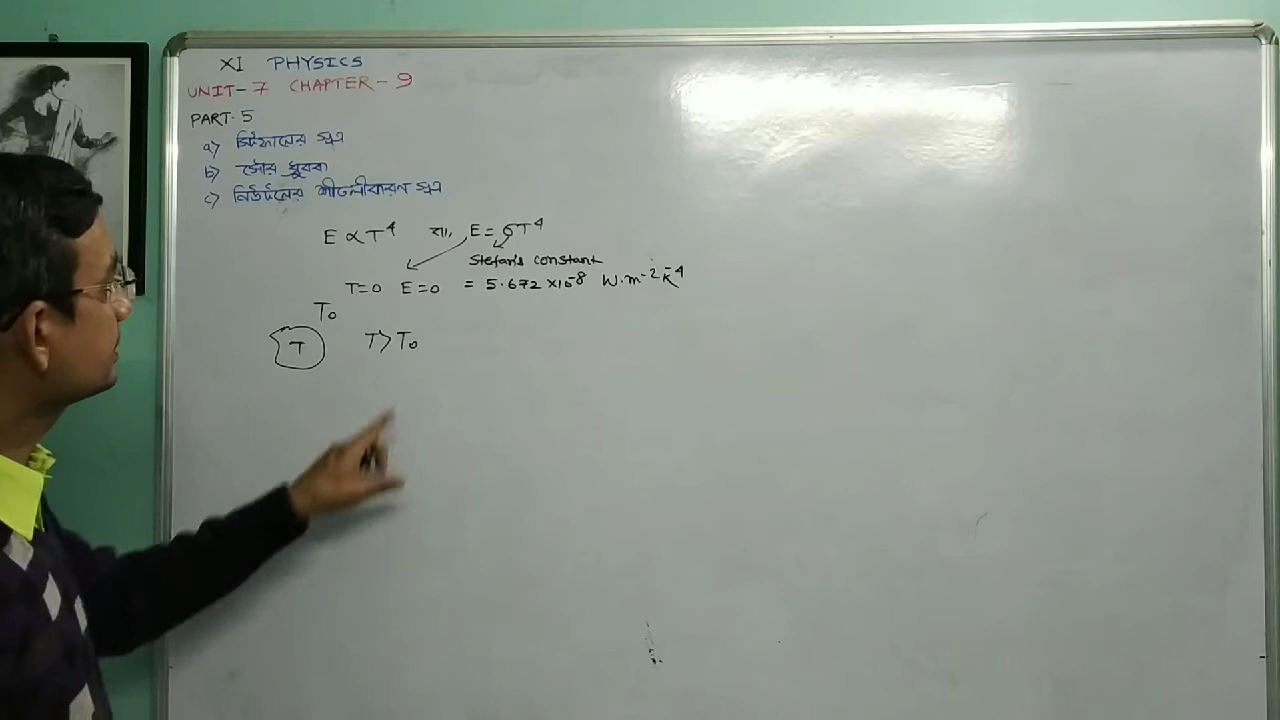 XI PHYSICS
UNIT-7 CHAPTER-9
PART-5
a) স্টিফানের সূত্র
b) সৌর ধ্রুবক
c) নিউটনের শীতলীকরণ সূত্র
E ∝ T⁴ বা, E = σT⁴
Stefan's constant
T=0 E=0 = 5.672 × 10⁻⁸ W.m⁻² K⁻⁴
T₀
T T > T₀